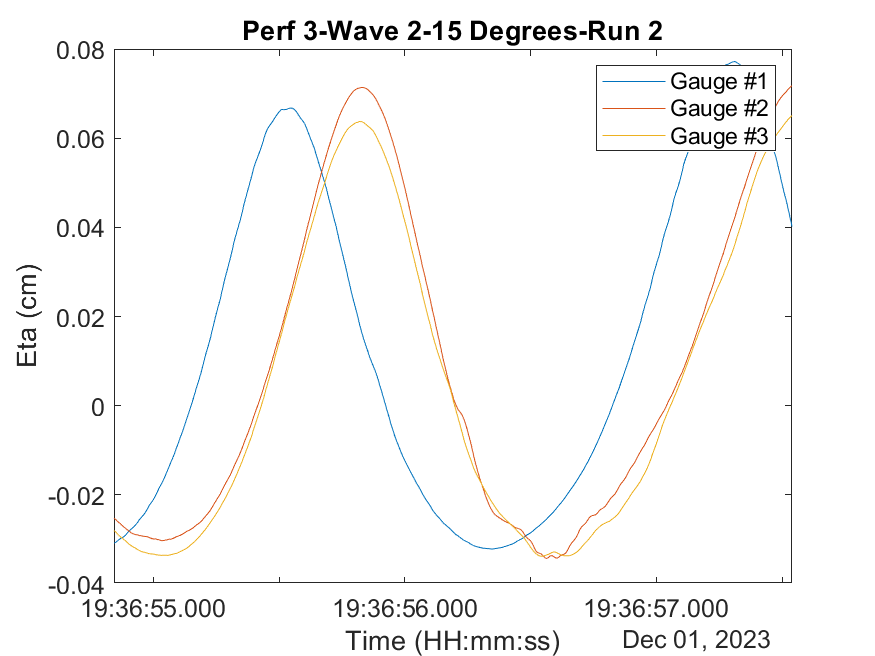 Perf 3-Wave 2-15 Degrees-Run 2
Gauge #1
Gauge #2
Gauge #3
0.08
0.06
0.04
0.02
0
-0.02
-0.04
Eta (cm)
19:36:55.000 19:36:56.000 19:36:57.000
Time (HH:mm:ss)
Dec 01, 2023